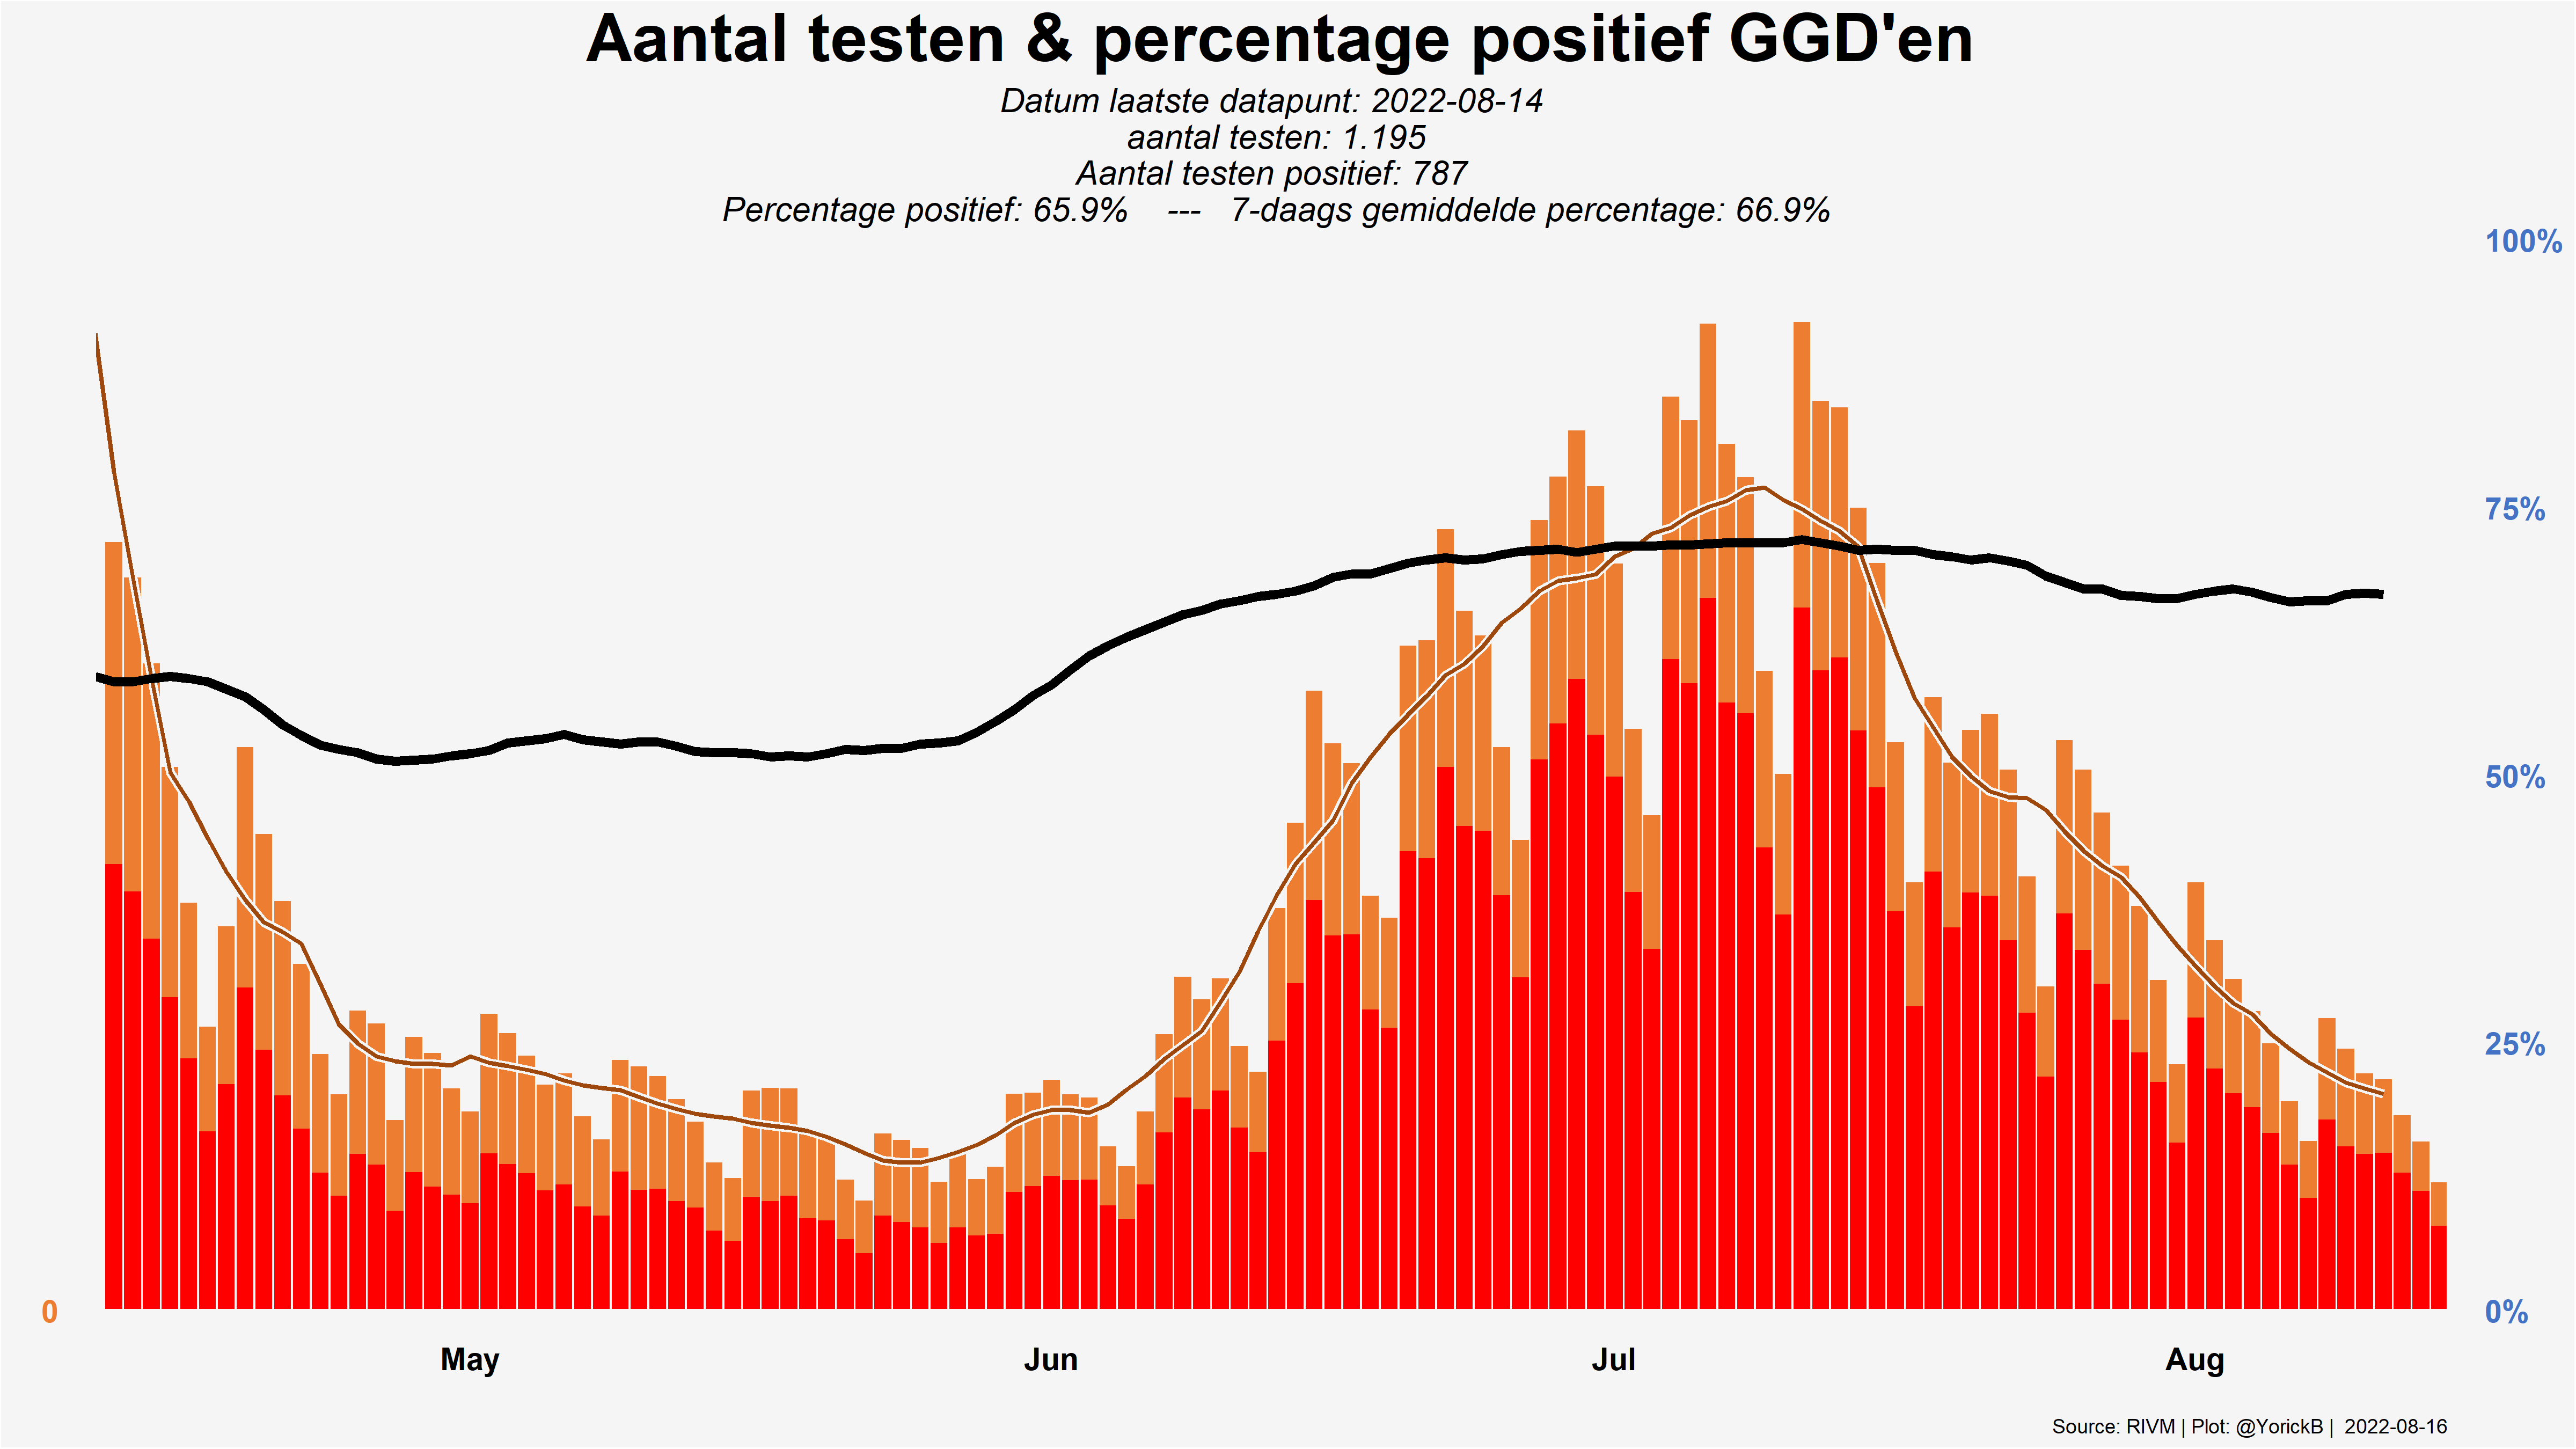 Aantal testen & percentage positief GGD'en
Datum laatste datapunt: 2022-08-14
aantal testen: 1.195
Aantal testen positief: 787
Percentage positief: 65.9% --- 7-daags gemiddelde percentage: 66.9%
100%
75%
50%
25%
0 0%
May Jun Jul Aug
Source: RIVM | Plot: @YorickB | 2022-08-16